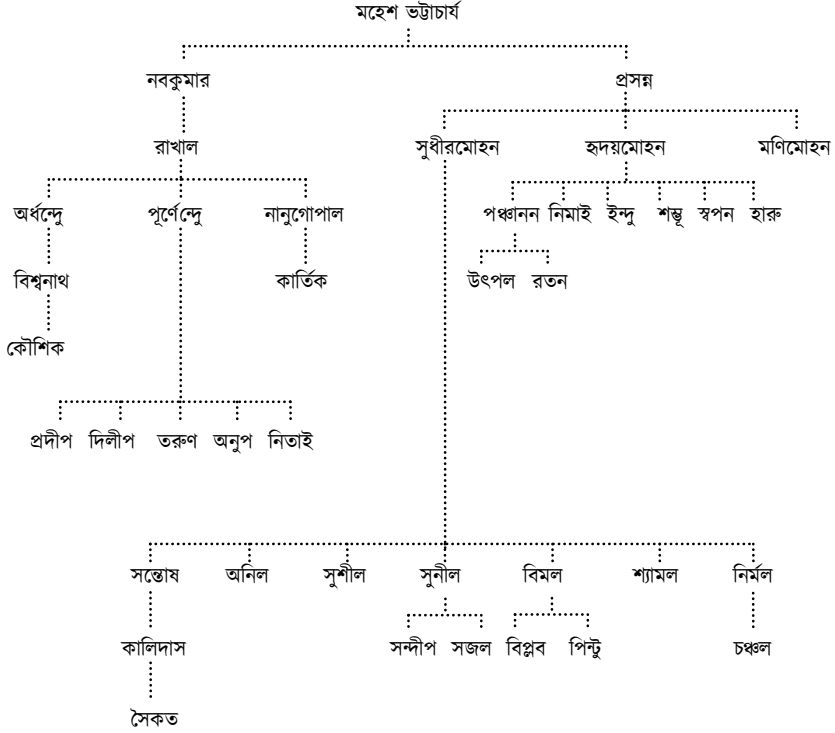 মহেশ ভট্টাচার্য
নবকুমার প্রসন্ন
রাখাল সুধীরমোহন হৃদয়মোহন মণিমোহন
অর্ধেন্দু পূর্ণেন্দু নানুগোপাল পঞ্চানন নিমাই ইন্দু শম্ভূ স্বপন হারু
বিশ্বনাথ কার্তিক উৎপল রতন
কৌশিক
প্রদীপ দিলীপ তরুণ অনুপ নিতাই
সন্তোষ অনিল সুশীল সুনীল বিমল শ্যামল নির্মল
কালিদাস সন্দীপ সজল বিপ্লব পিন্টু চঞ্চল
সৈকত